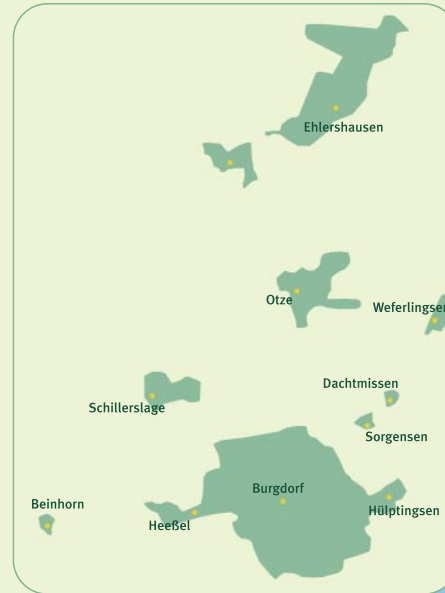 Ehlershausen
Otze
Weferlingsen
Dachtmissen
Schillerslage
Sorgensen
Burgdorf
Beinhorn
Hülptingsen
Heeßel